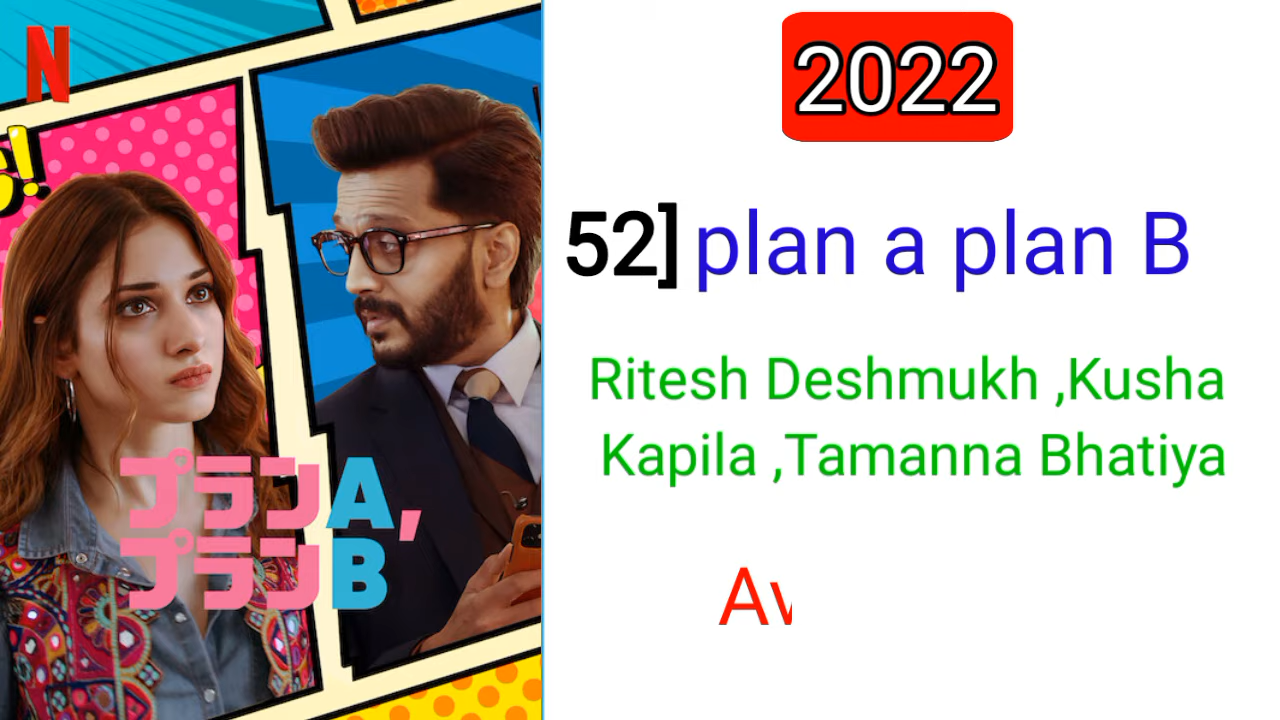 N
S!
プランA,
プランB
2022
52] plan a plan B
Ritesh Deshmukh ,Kusha
Kapila ,Tamanna Bhatiya